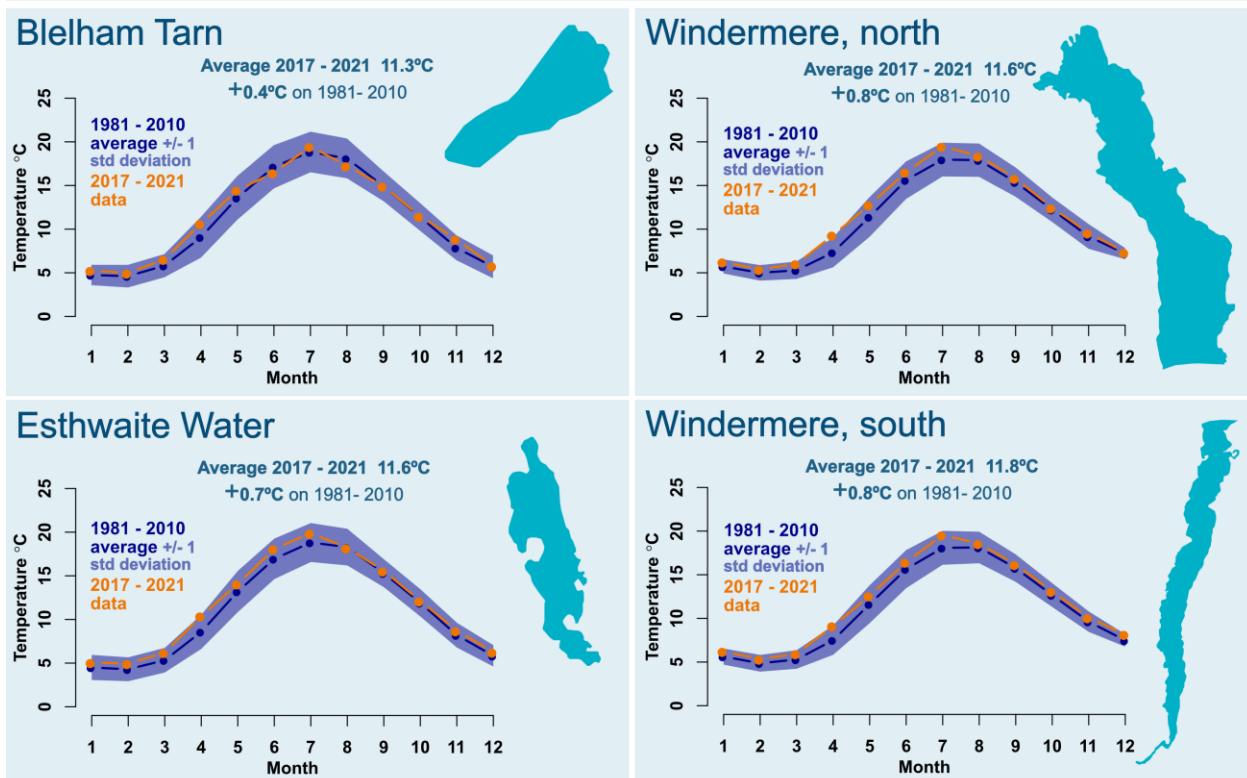 Blelham Tarn
Average 2017 - 2021 11.3ºC
+0.4ºC on 1981- 2010
1981 - 2010
average +/- 1
std deviation
2017 - 2021
data
Temperature °C
25
20
15
10
5
0
1 2 3 4 5 6 7 8 9 10 11 12
Month
Windermere, north
Average 2017 - 2021 11.6ºC
+0.8ºC on 1981- 2010
1981 - 2010
average +/- 1
std deviation
2017 - 2021
data
Temperature °C
25
20
15
10
5
0
1 2 3 4 5 6 7 8 9 10 11 12
Month
Esthwaite Water
Average 2017 - 2021 11.6ºC
+0.7ºC on 1981- 2010
1981 - 2010
average +/- 1
std deviation
2017 - 2021
data
Temperature °C
25
20
15
10
5
0
1 2 3 4 5 6 7 8 9 10 11 12
Month
Windermere, south
Average 2017 - 2021 11.8ºC
+0.8ºC on 1981- 2010
1981 - 2010
average +/- 1
std deviation
2017 - 2021
data
Temperature °C
25
20
15
10
5
0
1 2 3 4 5 6 7 8 9 10 11 12
Month